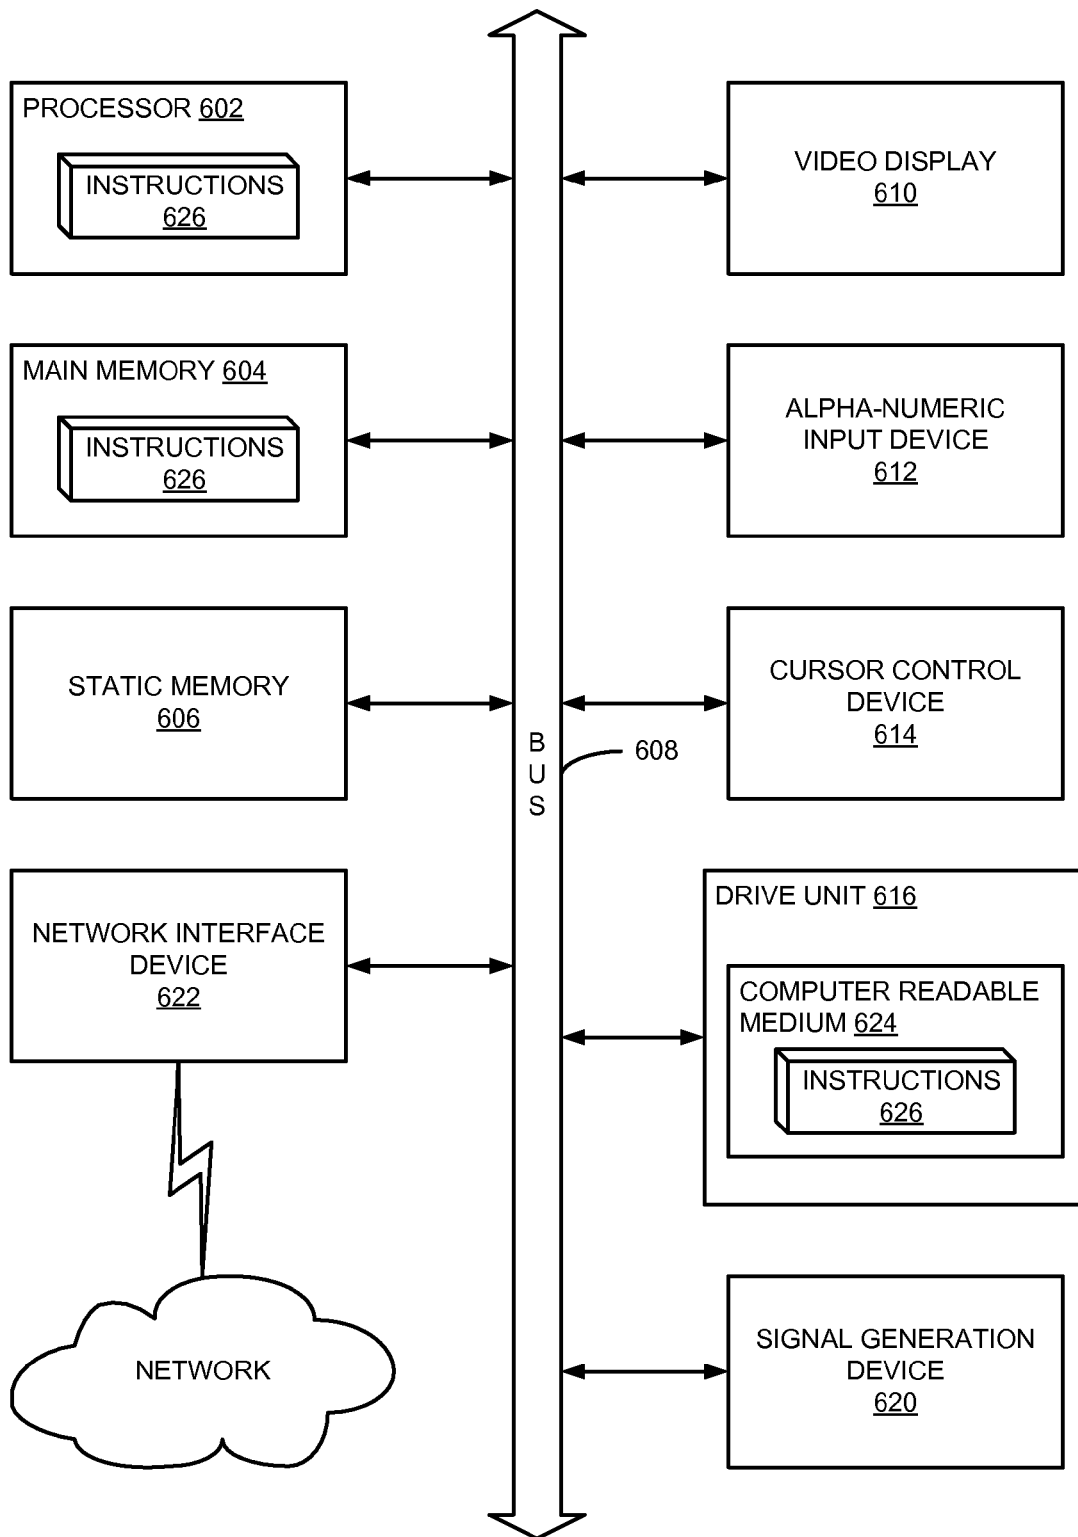 PROCESSOR 602
INSTRUCTIONS
626
MAIN MEMORY 604
INSTRUCTIONS
626
STATIC MEMORY
606
NETWORK INTERFACE
DEVICE
622
NETWORK
B
U
S
608
VIDEO DISPLAY
610
ALPHA-NUMERIC
INPUT DEVICE
612
CURSOR CONTROL
DEVICE
614
DRIVE UNIT 616
COMPUTER READABLE
MEDIUM 624
INSTRUCTIONS
626
SIGNAL GENERATION
DEVICE
620